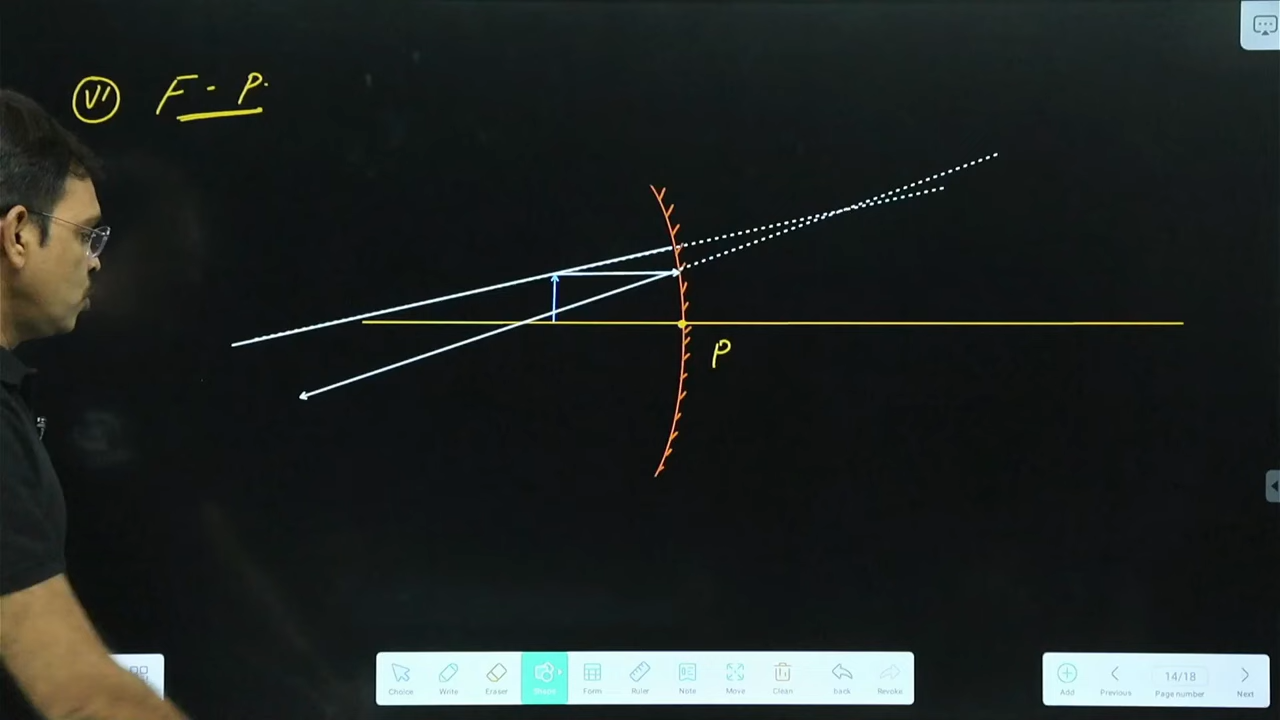 VI F - P.
P
Choice Write Eraser Shape Form Ruler Note Move Clean back Revoke
Add Previous 14/18 Page number Next